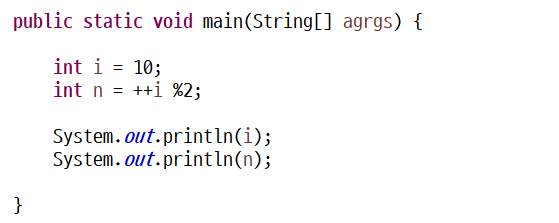 public static void main(String[] agrgs) {
int i = 10;
int n = ++i %2;
System.out.println(i);
System.out.println(n);
}